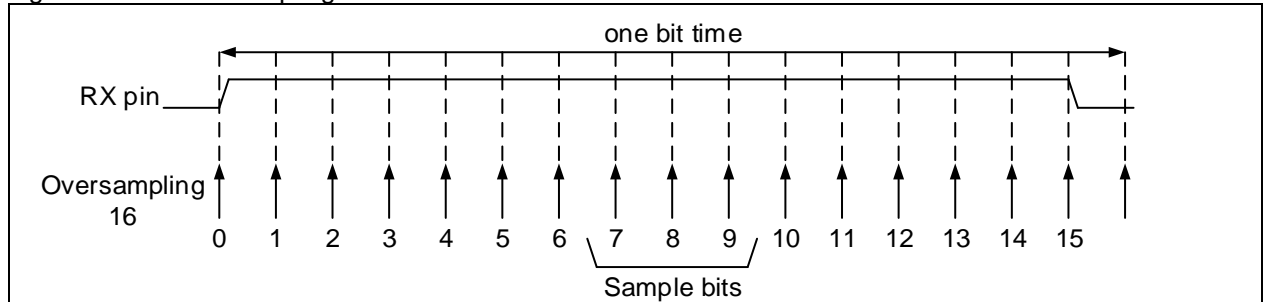 one bit time
RX pin
Oversampling
16
0 1 2 3 4 5 6 7 8 9 10 11 12 13 14 15
Sample bits